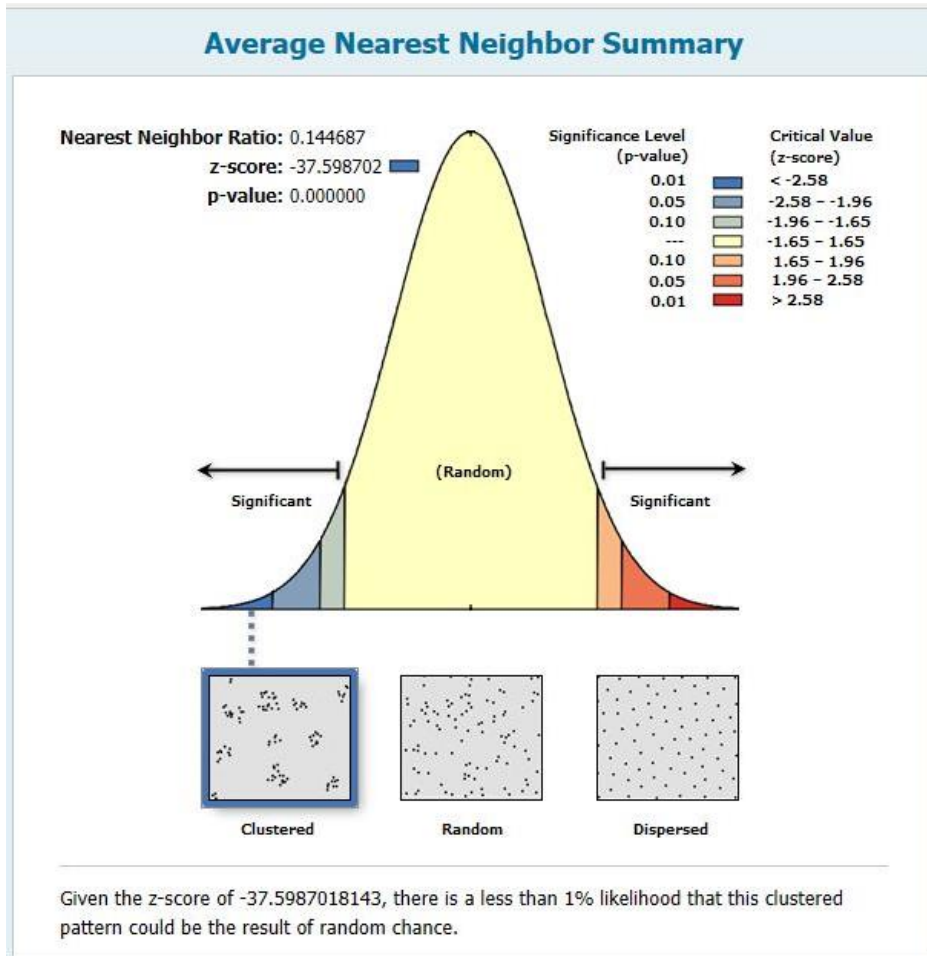 Average Nearest Neighbor Summary
Nearest Neighbor Ratio: 0.144687
z-score: -37.598702
p-value: 0.000000
Significance Level Critical Value
(p-value) (z-score)
0.01 < -2.58
0.05 -2.58 – -1.96
0.10 -1.96 – -1.65
--- -1.65 – 1.65
0.10 1.65 – 1.96
0.05 1.96 – 2.58
0.01 > 2.58
(Random)
Significant Significant
Clustered Random Dispersed
Given the z-score of -37.5987018143, there is a less than 1% likelihood that this clustered
pattern could be the result of random chance.